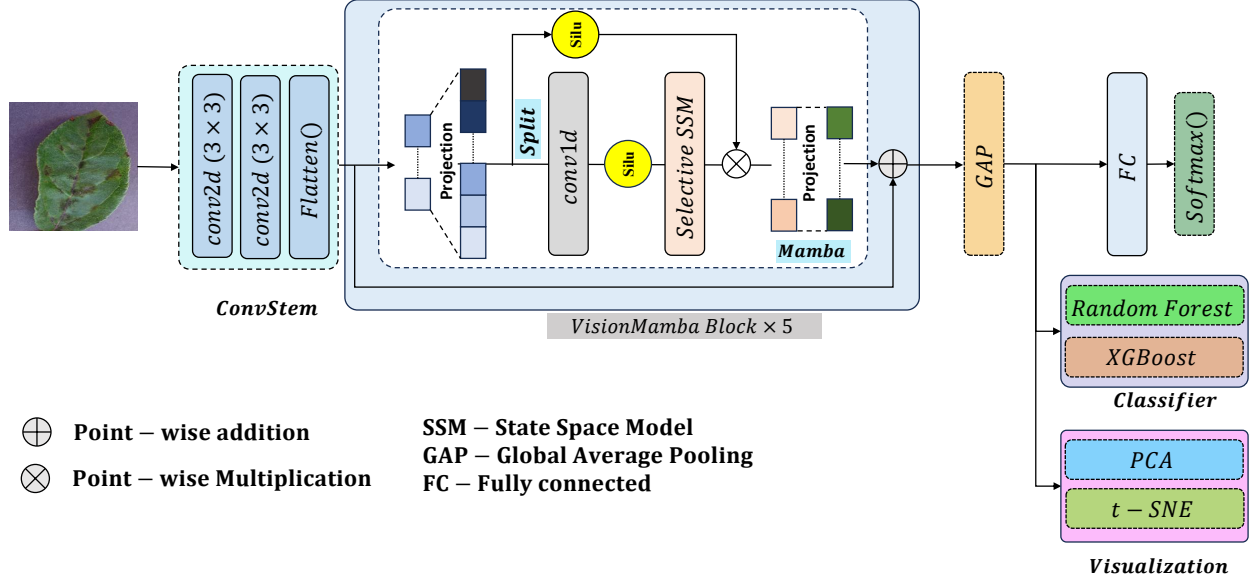 conv2d (3 × 3)
conv2d (3 × 3)
Flatten()
ConvStem
Projection
Split
Silu
conv1d
Silu
Selective SSM
Projection
Mamba
VisionMamba Block × 5
GAP
FC
Softmax()
Random Forest
XGBoost
Classifier
PCA
t − SNE
Visualization
Point − wise addition
Point − wise Multiplication
SSM − State Space Model
GAP − Global Average Pooling
FC − Fully connected